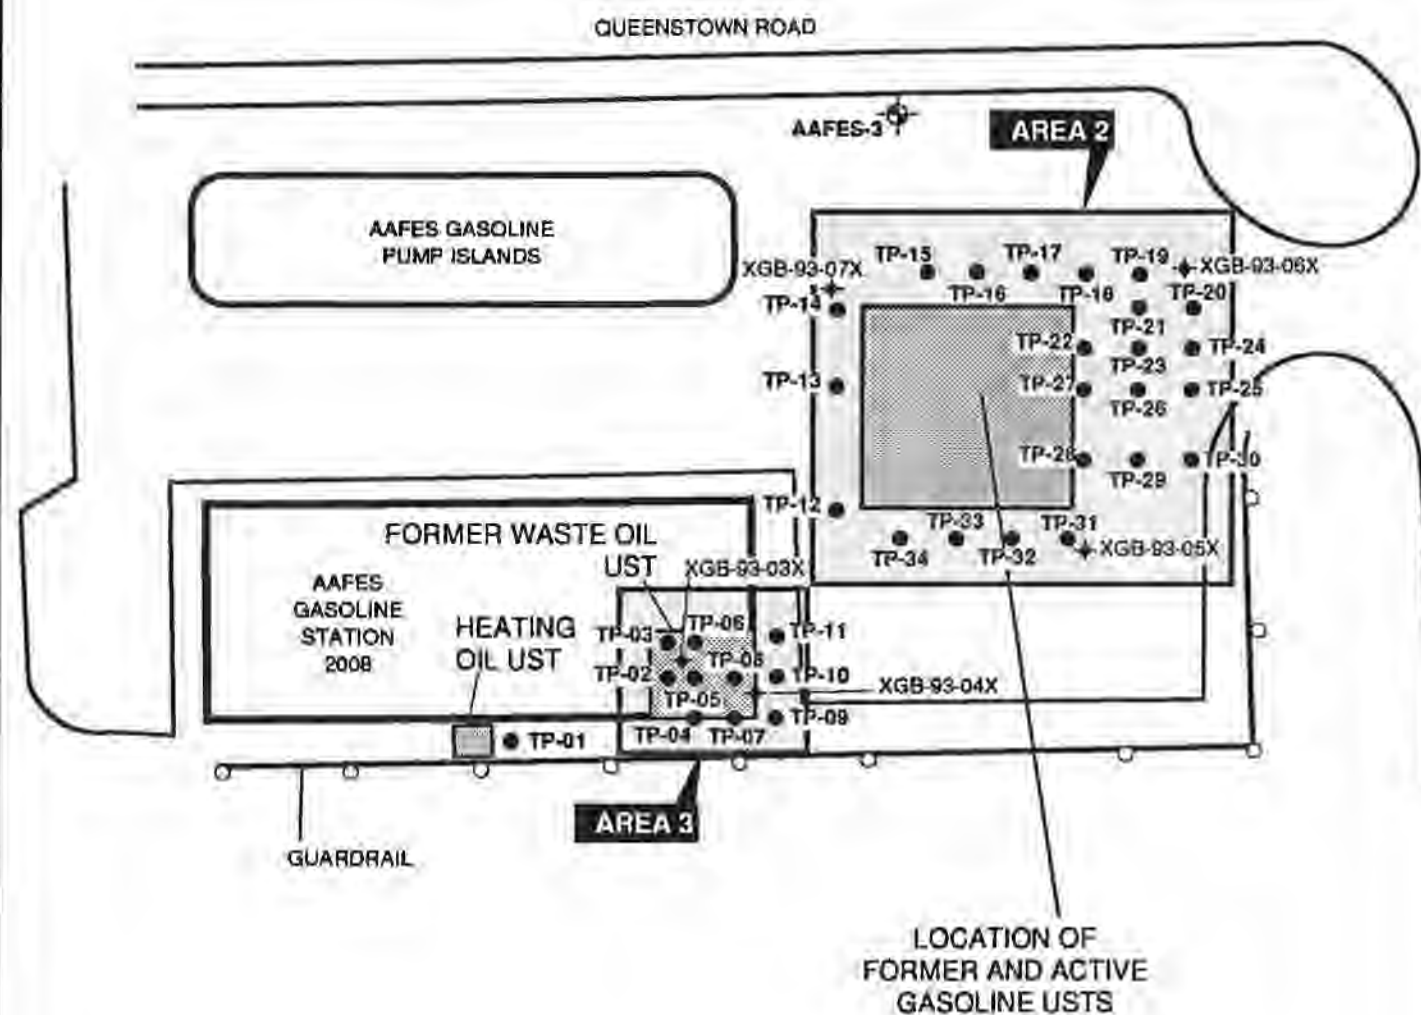 QUEENSTOWN ROAD
AAFES-3
AREA 2
AAFES GASOLINE
PUMP ISLANDS
TP-15
TP-17
TP-19
XGB-93-07X
XGB-93-06X
TP-16
TP-18
TP-20
TP-14
TP-21
TP-22
TP-24
TP-23
TP-13
TP-27
TP-25
TP-26
TP-28
TP-30
TP-29
TP-12
TP-33
TP-31
FORMER WASTE OIL
UST
TP-34
TP-32
XGB-93-05X
XGB-93-03X
AAFES
GASOLINE
STATION
2008
HEATING
OIL UST
TP-03
TP-06
TP-11
TP-08
TP-02
TP-10
XGB-93-04X
TP-05
TP-09
TP-01
TP-04
TP-07
AREA 3
GUARDRAIL
LOCATION OF
FORMER AND ACTIVE
GASOLINE USTS